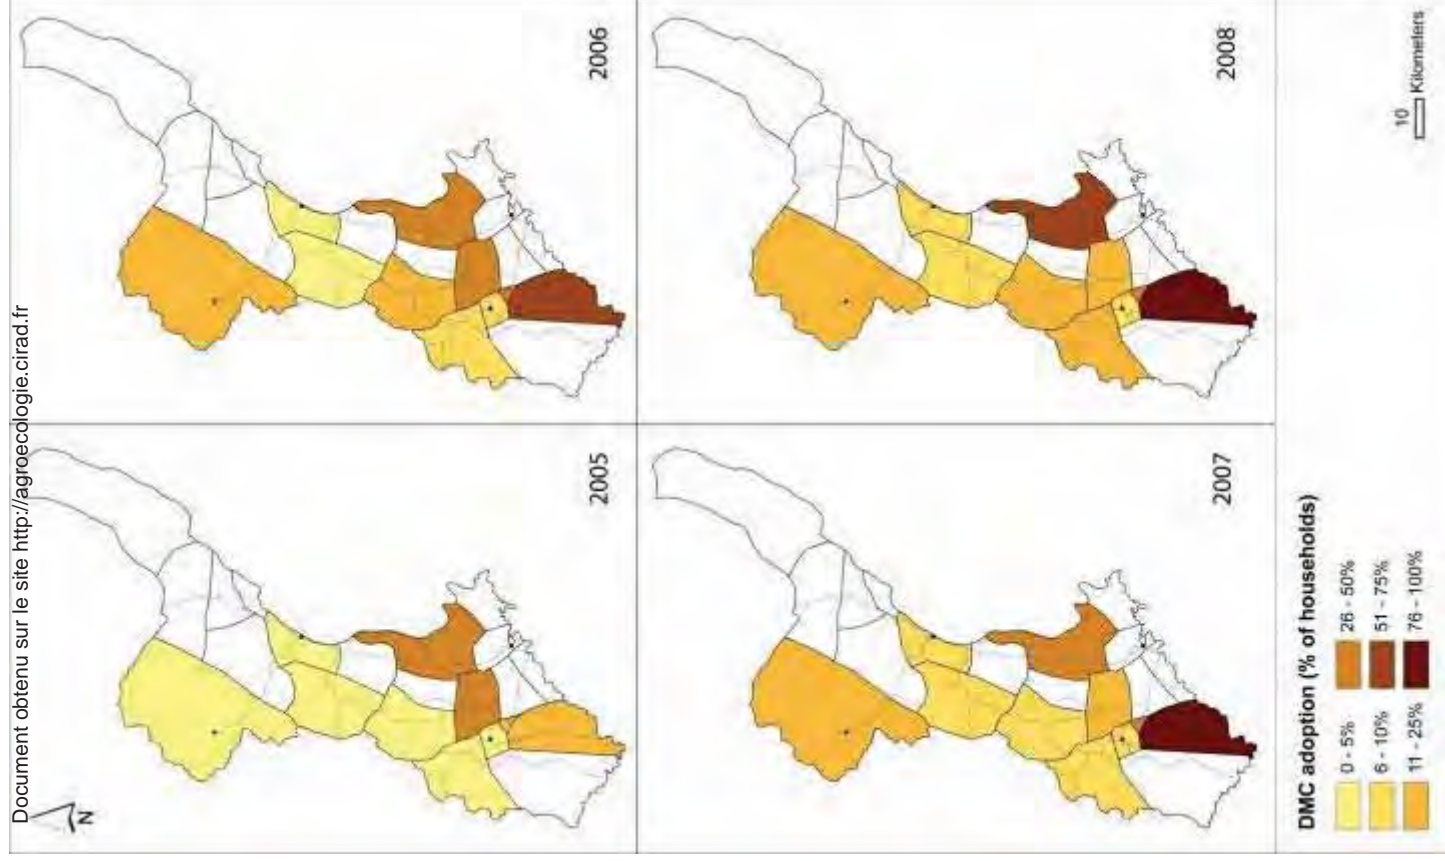 Document obtenu sur le site http://agroecologie.cirad.fr
N
2005
2006
2007
2008
DMC adoption (% of households)
0 - 5%
6 - 10%
11 - 25%
26 - 50%
51 - 75%
76 - 100%
10
Kilometers